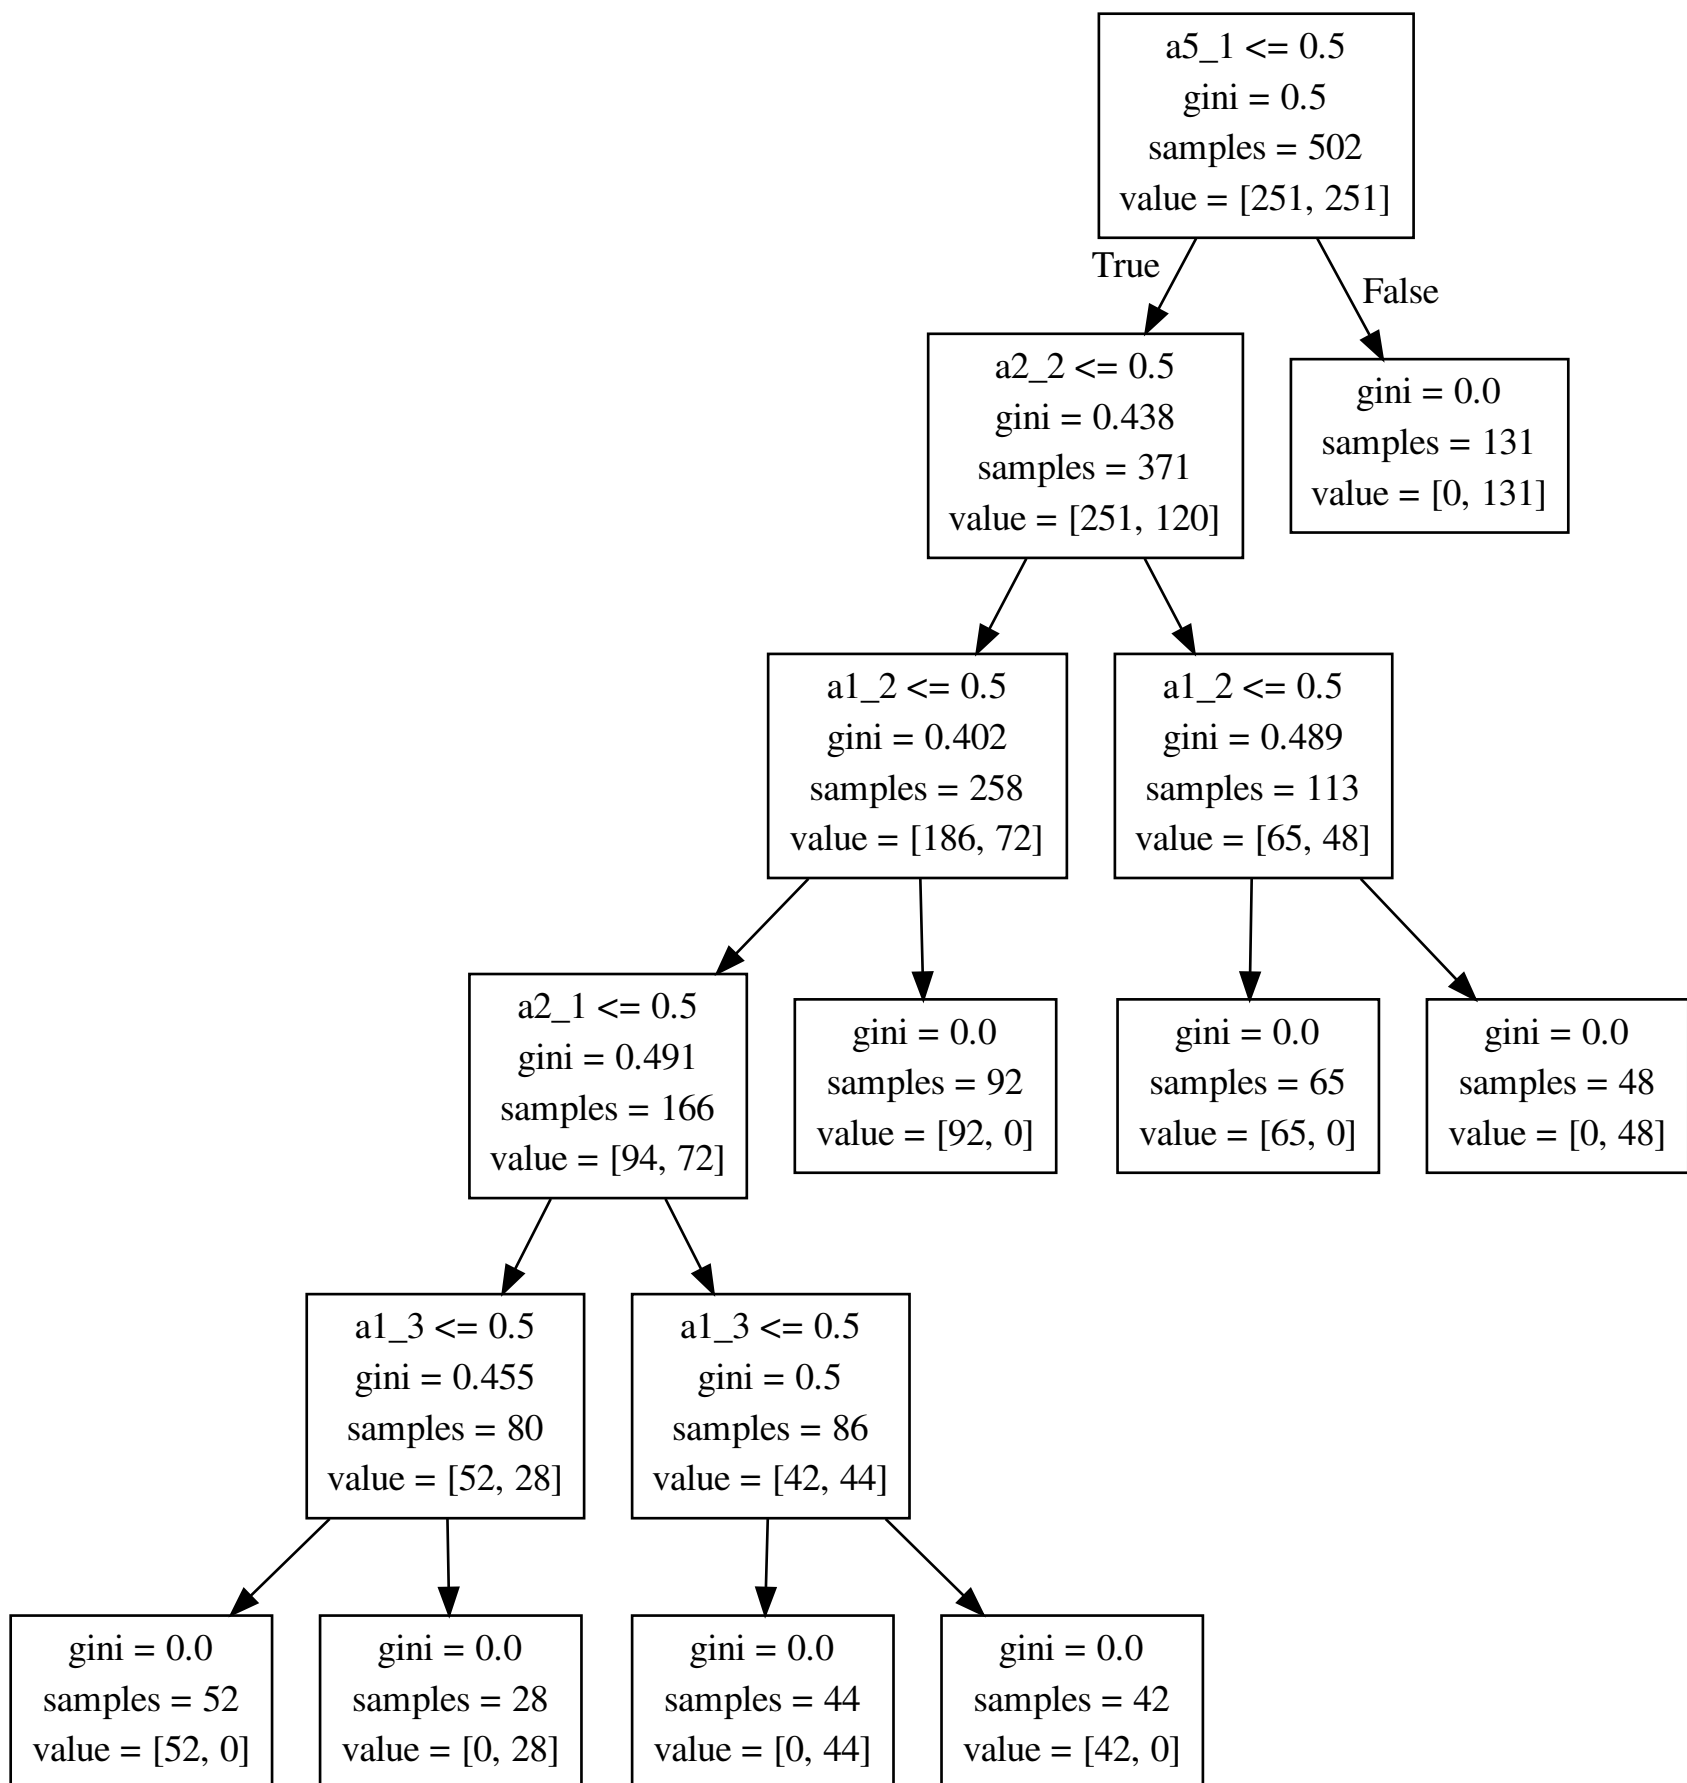 a5_1 <= 0.5
gini = 0.5
samples = 502
value = [251, 251]
True
False
a2_2 <= 0.5
gini = 0.438
samples = 371
value = [251, 120]
gini = 0.0
samples = 131
value = [0, 131]
a1_2 <= 0.5
gini = 0.402
samples = 258
value = [186, 72]
a1_2 <= 0.5
gini = 0.489
samples = 113
value = [65, 48]
a2_1 <= 0.5
gini = 0.491
samples = 166
value = [94, 72]
gini = 0.0
samples = 92
value = [92, 0]
gini = 0.0
samples = 65
value = [65, 0]
gini = 0.0
samples = 48
value = [0, 48]
a1_3 <= 0.5
gini = 0.455
samples = 80
value = [52, 28]
a1_3 <= 0.5
gini = 0.5
samples = 86
value = [42, 44]
gini = 0.0
samples = 52
value = [52, 0]
gini = 0.0
samples = 28
value = [0, 28]
gini = 0.0
samples = 44
value = [0, 44]
gini = 0.0
samples = 42
value = [42, 0]